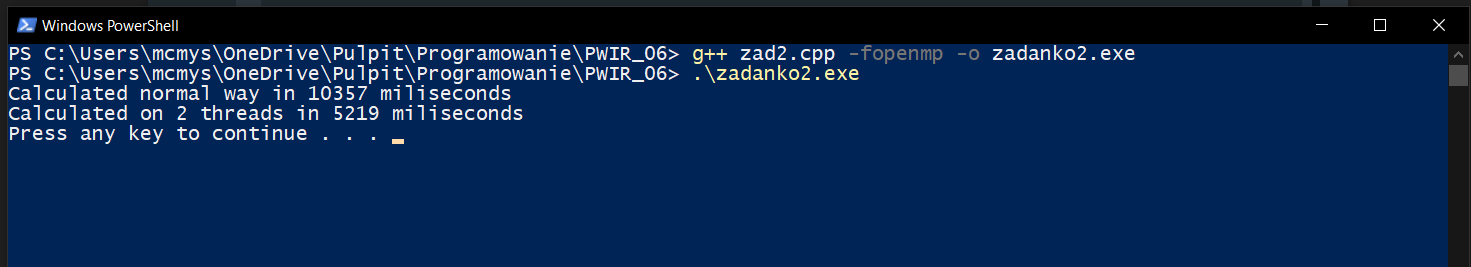 Windows PowerShell
PS C:\Users\mcmys\OneDrive\Pulpit\Programowanie\PWIR_06> g++ zad2.cpp -fopenmp -o zadanko2.exe
PS C:\Users\mcmys\OneDrive\Pulpit\Programowanie\PWIR_06> .\zadanko2.exe
Calculated normal way in 10357 miliseconds
Calculated on 2 threads in 5219 miliseconds
Press any key to continue . . .